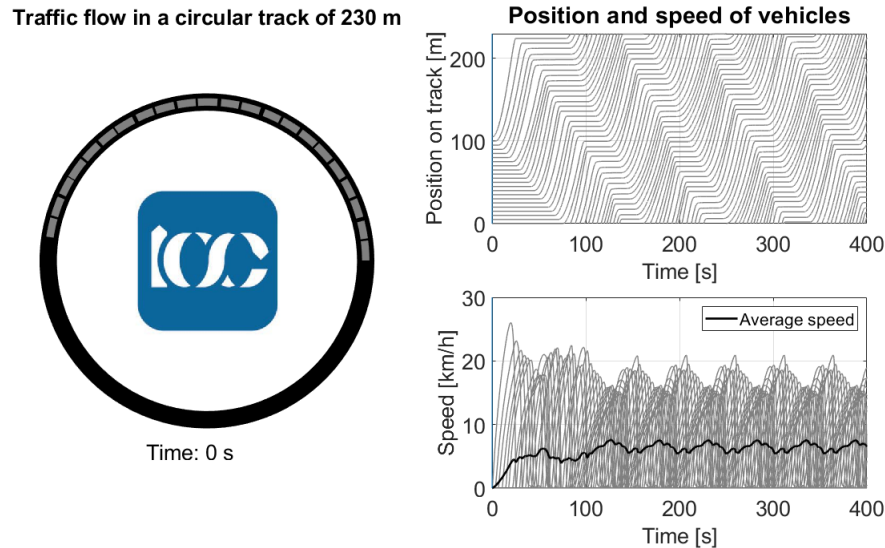 Traffic flow in a circular track of 230 m
Time: 0 s
Position and speed of vehicles
Position on track [m]
200
100
0
0
100
200
300
400
Time [s]
Speed [km/h]
30
20
10
0
Average speed
0
100
200
300
400
Time [s]